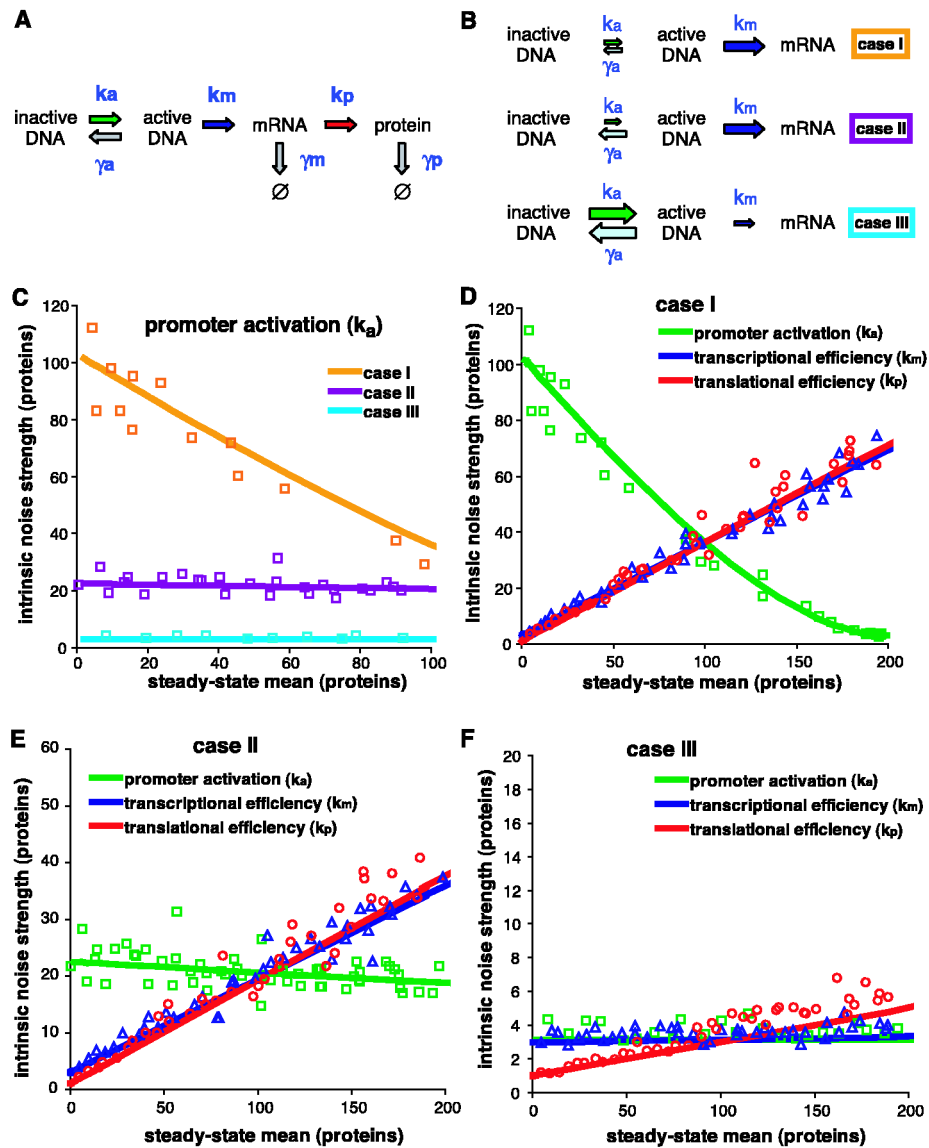 A
ka
km
kp
inactive DNA
active DNA
mRNA
protein
γa
γm
γp
∅
∅
B
inactive DNA
ka
γa
active DNA
km
mRNA
case I
inactive DNA
ka
γa
active DNA
km
mRNA
case II
inactive DNA
ka
γa
active DNA
km
mRNA
case III
C
promoter activation (ka)
case I
case II
case III
intrinsic noise strength (proteins)
120
100
80
60
40
20
0
0 20 40 60 80 100
steady-state mean (proteins)
D
case I
promoter activation (ka)
transcriptional efficiency (km)
translational efficiency (kp)
Intrinsic noise strength (proteins)
120
100
80
60
40
20
0
0 50 100 150 200
steady-state mean (proteins)
E
case II
promoter activation (ka)
transcriptional efficiency (km)
translational efficiency (kp)
intrinsic noise strength (proteins)
60
50
40
30
20
10
0
0 50 100 150 200
steady-state mean (proteins)
F
case III
promoter activation (ka)
transcriptional efficiency (km)
translational efficiency (kp)
intrinsic noise strength (proteins)
20
18
16
14
12
10
8
6
4
2
0
0 50 100 150 200
steady-state mean (proteins)